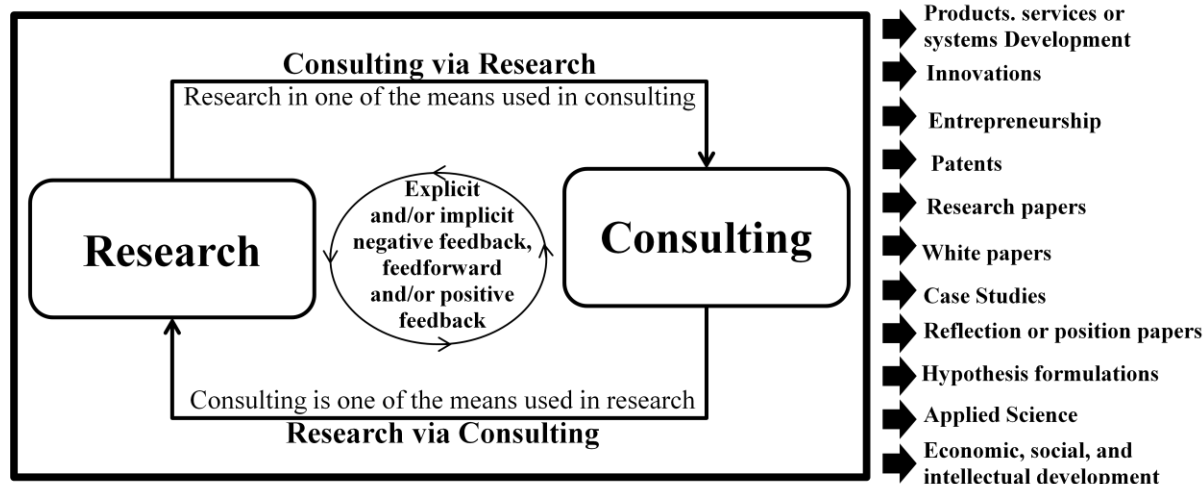 Consulting via Research
Research in one of the means used in consulting
Research
Explicit
and/or implicit
negative feedback,
feedforward
and/or positive
feedback
Consulting
Consulting is one of the means used in research
Research via Consulting
Products. services or
systems Development
Innovations
Entrepreneurship
Patents
Research papers
White papers
Case Studies
Reflection or position papers
Hypothesis formulations
Applied Science
Economic, social, and
intellectual development